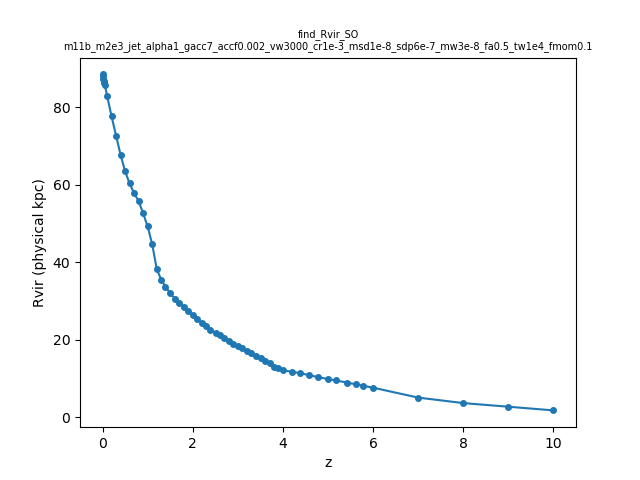 find_Rvir_SO
m11b_m2e3_jet_alpha1_gacc7_accf0.002_vw3000_cr1e-3_msd1e-8_sdp6e-7_mw3e-8_fa0.5_tw1e4_fmom0.1
Rvir (physical kpc)
80
60
40
20
0
0
2
4
6
8
10
z